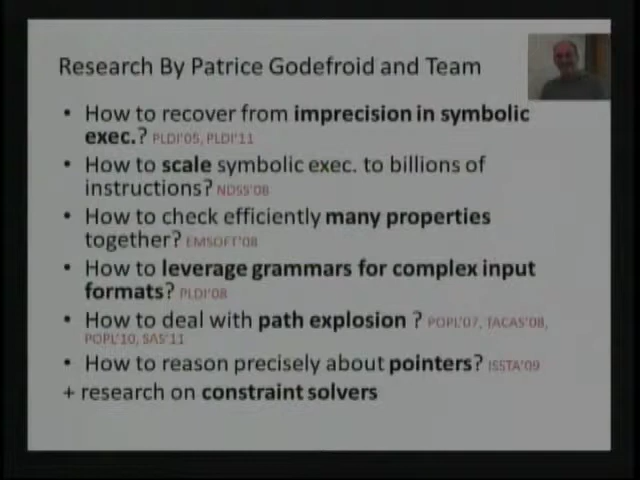 Research By Patrice Godefroid and Team
• How to recover from imprecision in symbolic
exec.? PLDI'05, PLDI'11
• How to scale symbolic exec. to billions of
instructions? NDSS'08
• How to check efficiently many properties
together? EMSOFT'08
• How to leverage grammars for complex input
formats? PLDI'08
• How to deal with path explosion ? POPL'07, TACAS'08,
POPL'10, SAS'11
• How to reason precisely about pointers? ISSTA'09
+ research on constraint solvers